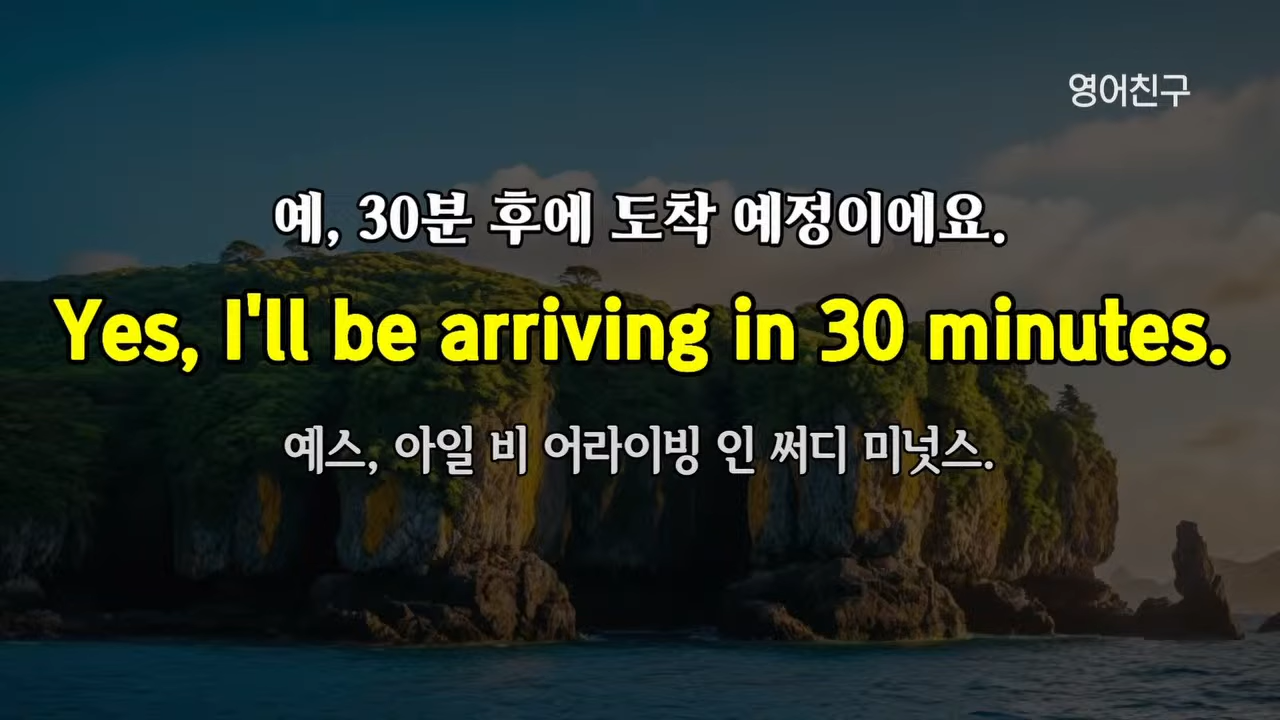 영어친구
예, 30분 후에 도착 예정이에요.
Yes, I'll be arriving in 30 minutes.
예스, 아일 비 어라이빙 인 써디 미넛스.